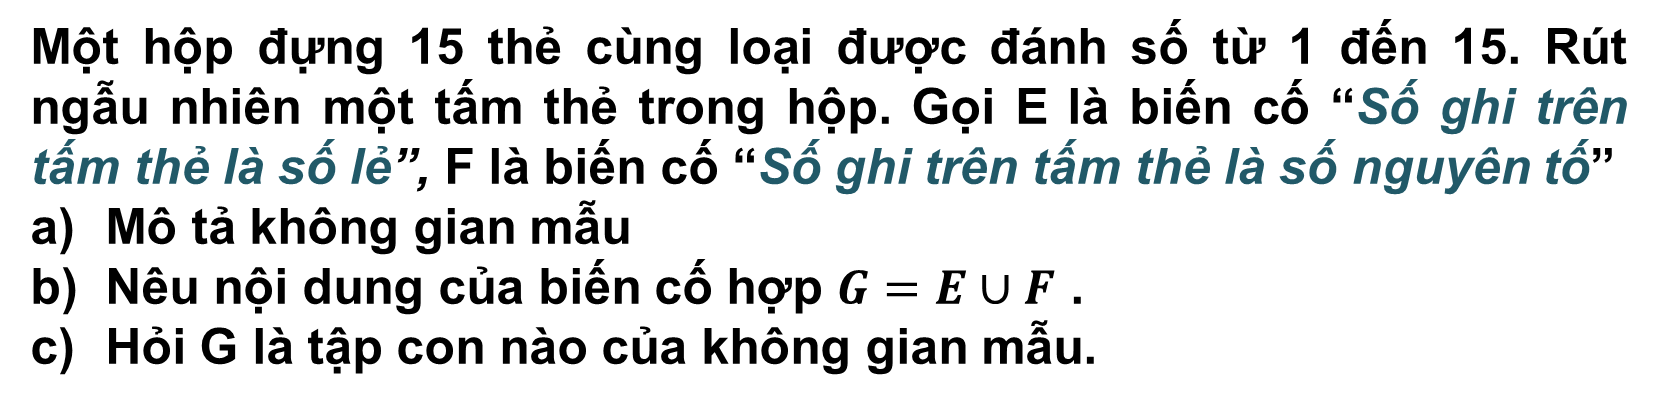 Một hộp đựng 15 thẻ cùng loại được đánh số từ 1 đến 15. Rút
ngẫu nhiên một tấm thẻ trong hộp. Gọi E là biến cố “Số ghi trên
tấm thẻ là số lẻ”, F là biến cố “Số ghi trên tấm thẻ là số nguyên tố”
a) Mô tả không gian mẫu
b) Nêu nội dung của biến cố hợp G = E ∪ F .
c) Hỏi G là tập con nào của không gian mẫu.